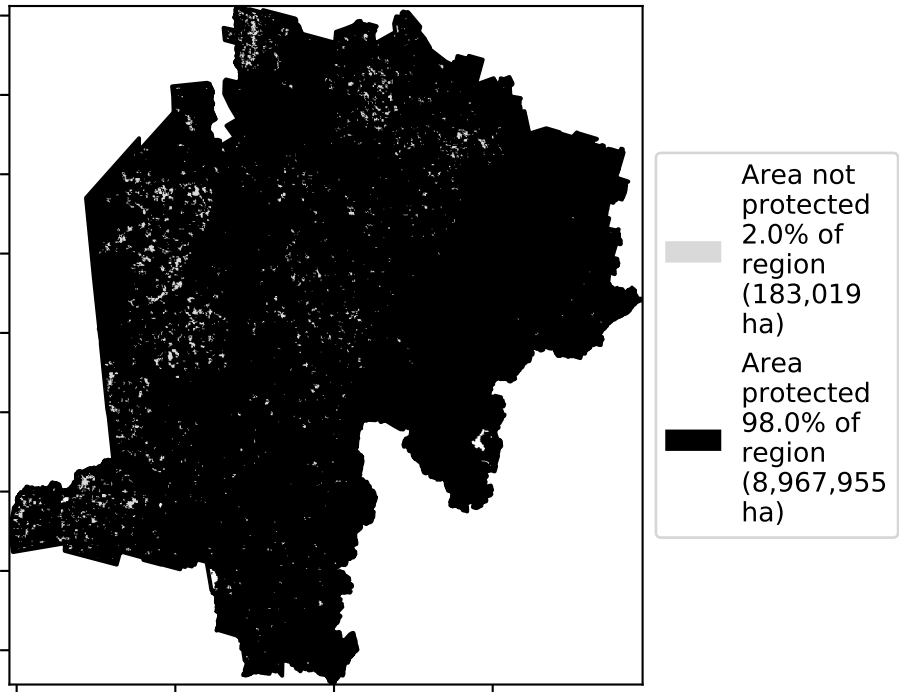 Area not
protected
2.0% of
region
(183,019
ha)
Area
protected
98.0% of
region
(8,967,955
ha)